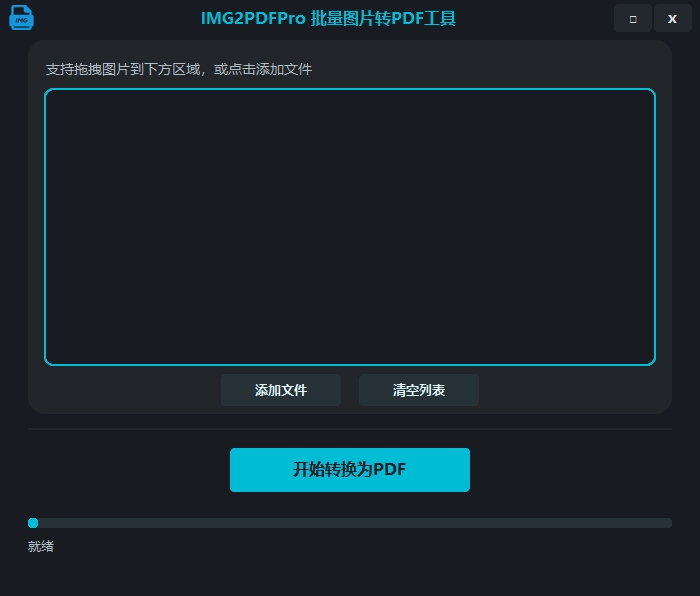 IMG
IMG2PDFPro 批量图片转PDF工具
X
支持拖拽图片到下方区域，或点击添加文件
添加文件
清空列表
开始转换为PDF
就绪